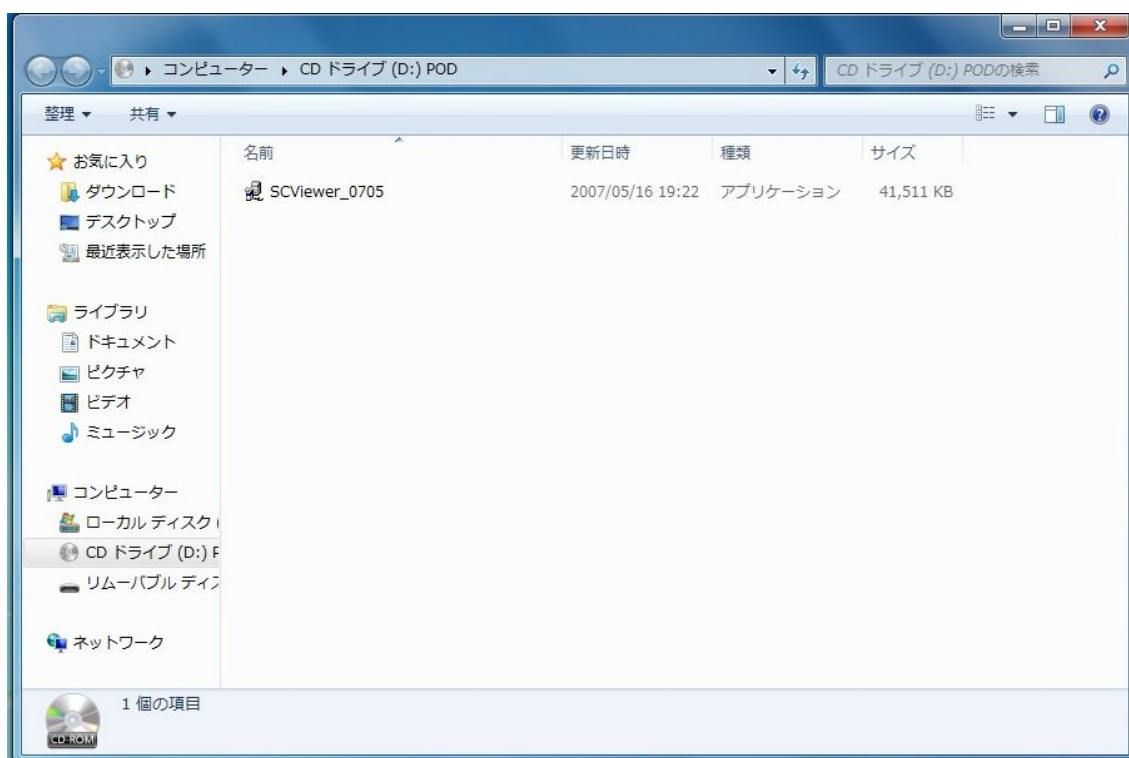 コンピューター ▸ CD ドライブ (D:) POD
CD ドライブ (D:) PODの検索
整理 ▼ 共有 ▼
お気に入り
ダウンロード
デスクトップ
最近表示した場所
ライブラリ
ドキュメント
ピクチャ
ビデオ
ミュージック
コンピューター
ローカル ディスク (
CD ドライブ (D:) P
リムーバブル ディス
ネットワーク
名前 更新日時 種類 サイズ
SCViewer_0705 2007/05/16 19:22 アプリケーション 41,511 KB
1 個の項目
CD-ROM